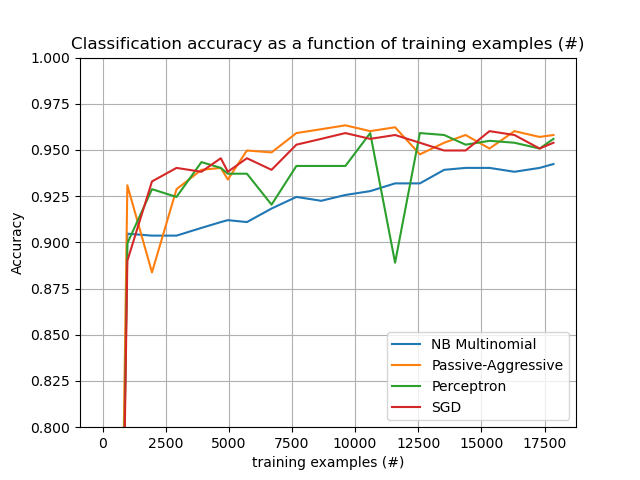 Classification accuracy as a function of training examples (#)
1.000
0.975
0.950
0.925
0.900
0.875
0.850
0.825
0.800
Accuracy
NB Multinomial
Passive-Aggressive
Perceptron
SGD
0 2500 5000 7500 10000 12500 15000 17500
training examples (#)